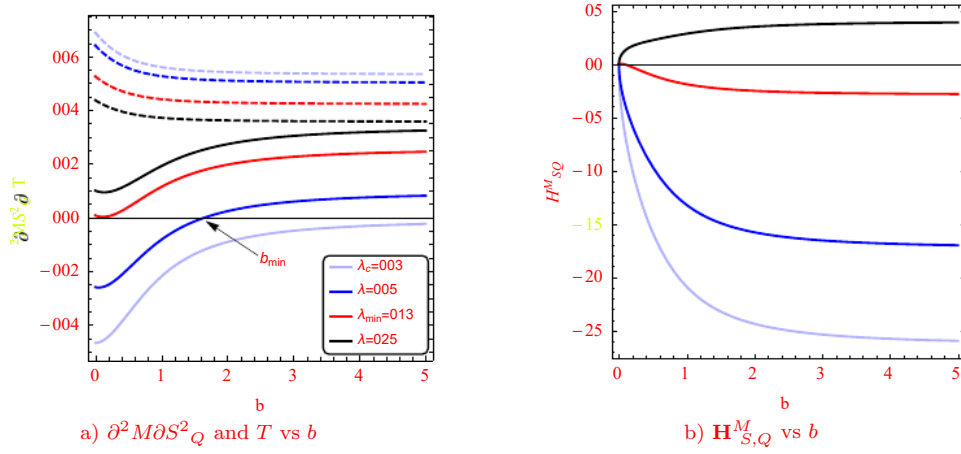 006
004
002
000
−002
−004
²MS² ∂ T
0 1 2 3 4 5
b
b_min
λ_c=003
λ=005
λ_min=013
λ=025
a) ∂²M∂S²_Q and T vs b
05
00
−05
−10
−15
−20
−25
H^M_SQ
0 1 2 3 4 5
b
b) H^M_S,Q vs b